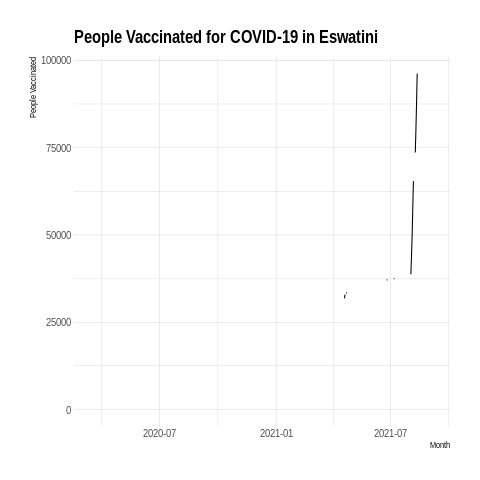 People Vaccinated for COVID-19 in Eswatini
People Vaccinated
100000
75000
50000
25000
0
2020-07
2021-01
2021-07
Month